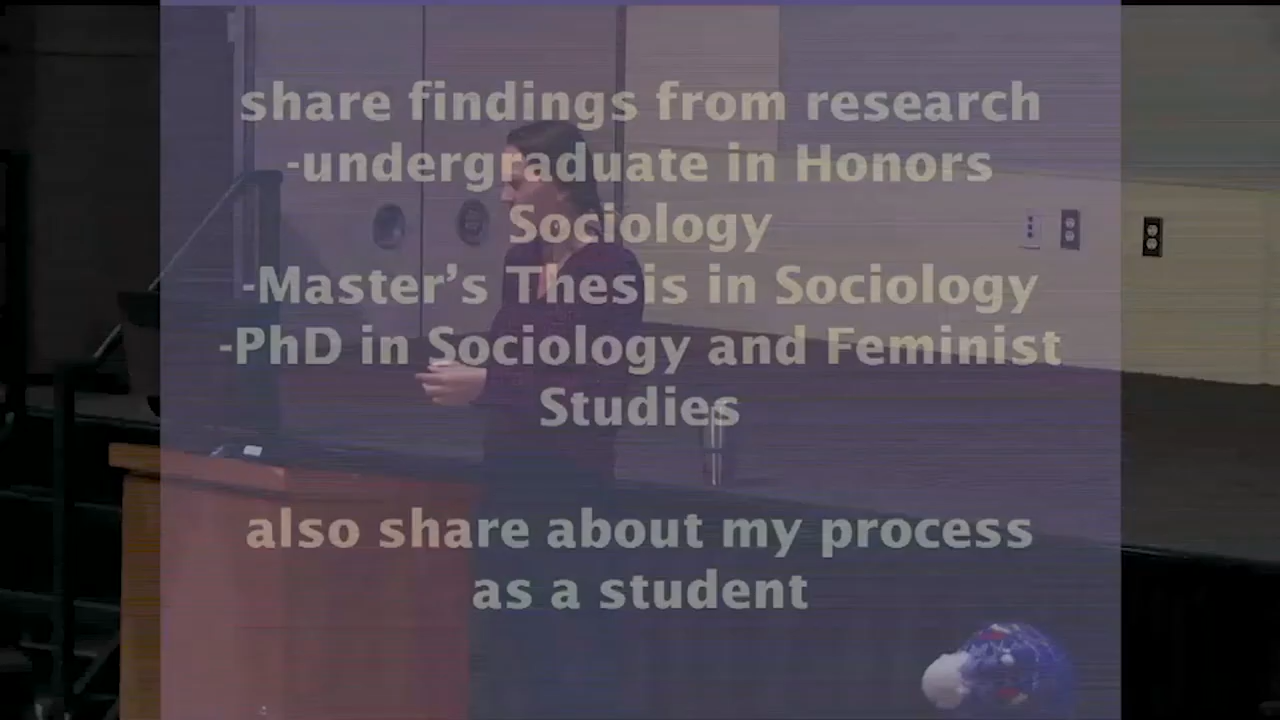 share findings from research
-undergraduate in Honors
Sociology
-Master’s Thesis in Sociology
-PhD in Sociology and Feminist
Studies
also share about my process
as a student